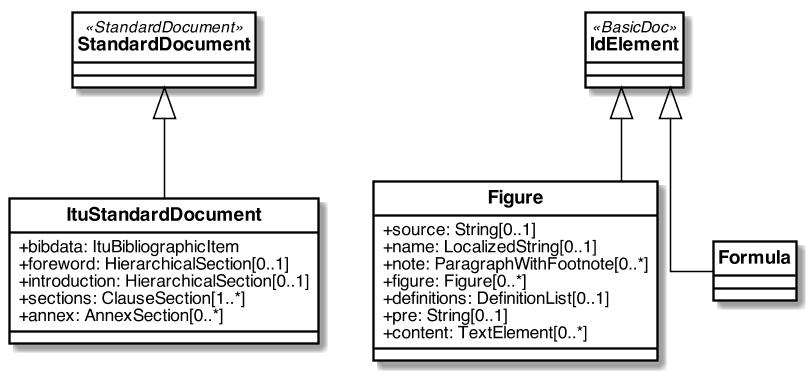 «StandardDocument»
StandardDocument
ItuStandardDocument
+bibdata: ItuBibliographicItem
+foreword: HierarchicalSection[0..1]
+introduction: HierarchicalSection[0..1]
+sections: ClauseSection[1..*]
+annex: AnnexSection[0..*]
«BasicDoc»
IdElement
Figure
+source: String[0..1]
+name: LocalizedString[0..1]
+note: ParagraphWithFootnote[0..*]
+figure: Figure[0..*]
+definitions: DefinitionList[0..1]
+pre: String[0..1]
+content: TextElement[0..*]
Formula